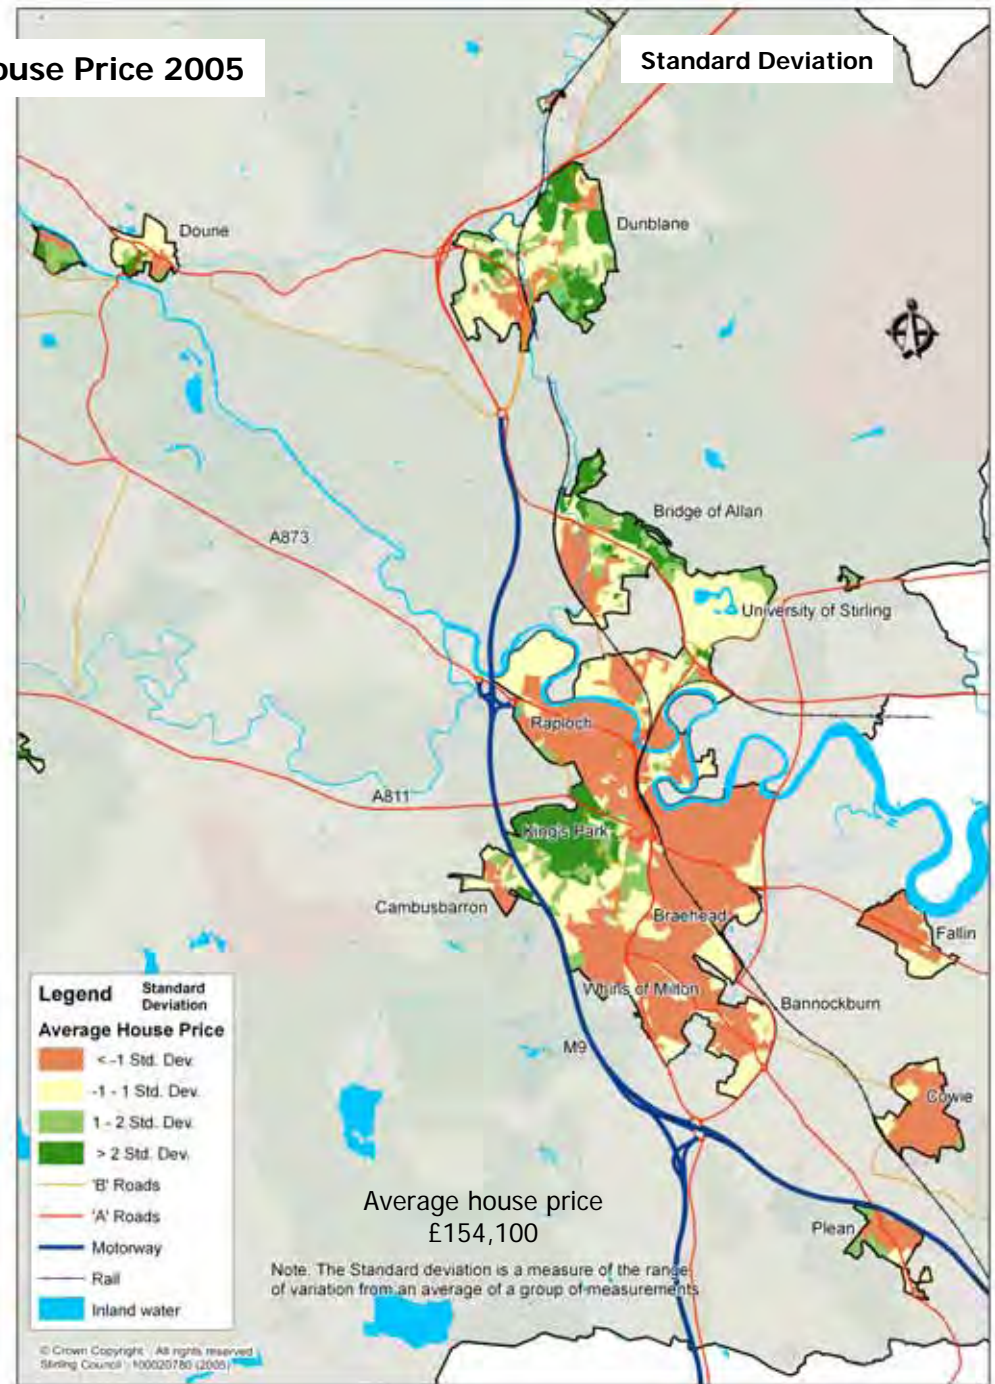 ouse Price 2005
Standard Deviation
Doune
Dunblane
Bridge of Allan
A873
University of Stirling
Raploch
A811
King's Park
Cambusbarron
Braehead
Fallin
Whins of Milton
Bannockburn
M9
Cowie
Plean
Legend
Standard
Deviation
Average House Price
< -1 Std. Dev.
-1 - 1 Std. Dev.
1 - 2 Std. Dev.
> 2 Std. Dev.
'B' Roads
'A' Roads
Motorway
Rail
Inland water
Average house price
£154,100
Note. The Standard deviation is a measure of the range
of variation from an average of a group of measurements
© Crown Copyright All rights reserved
Stirling Council 100020780 (2005)